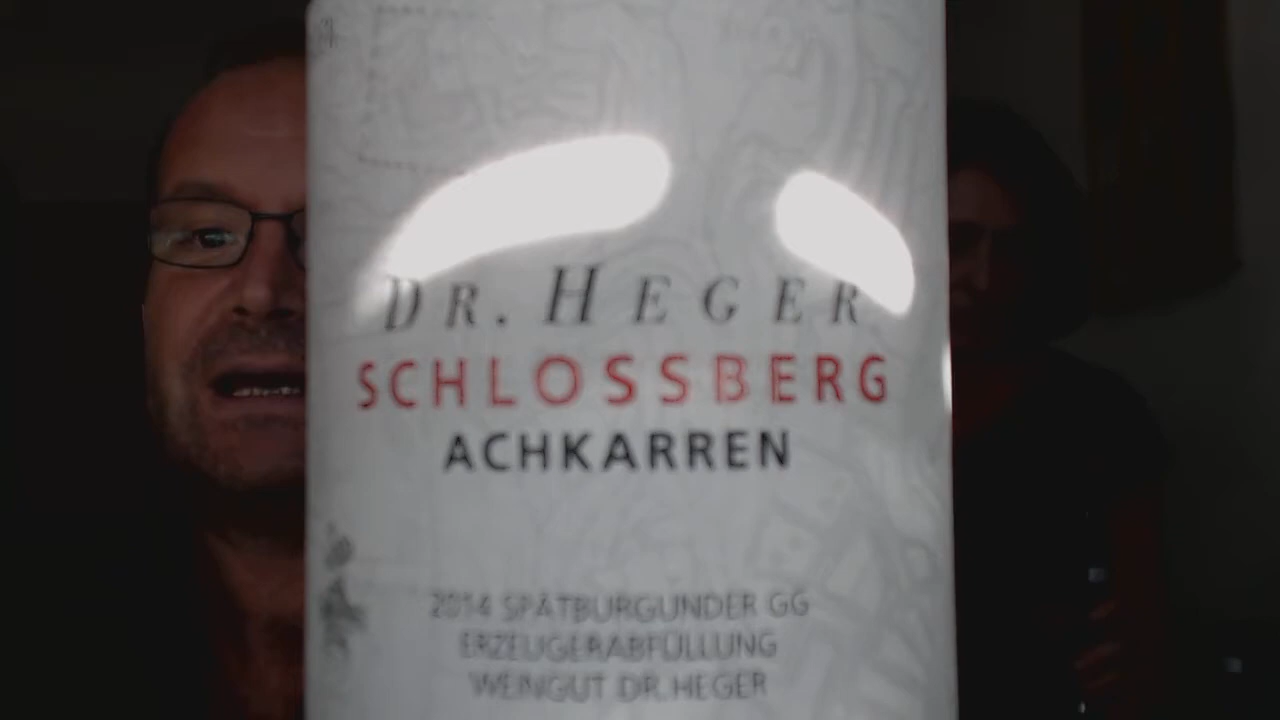 DR. HEGER
SCHLOSSBERG
ACHKARREN
2014 SPÄTBURGUNDER GG
ERZEUGERABFÜLLUNG
WEINGUT DR. HEGER